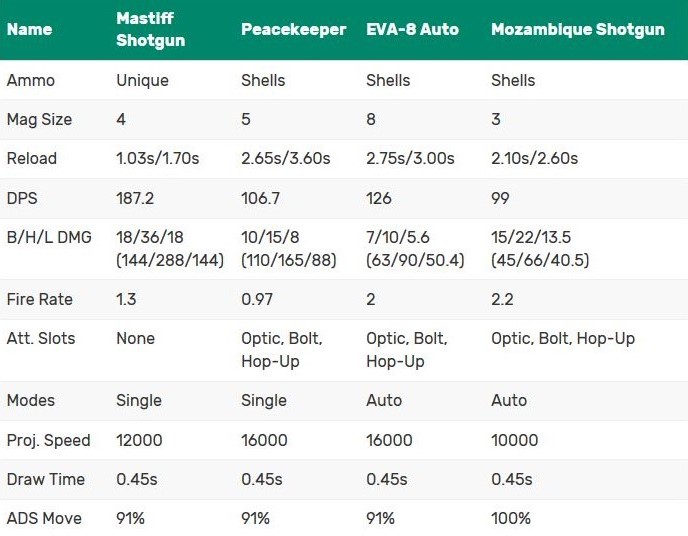 Name Mastiff Shotgun Peacekeeper EVA-8 Auto Mozambique Shotgun
Ammo Unique Shells Shells Shells
Mag Size 4 5 8 3
Reload 1.03s/1.70s 2.65s/3.60s 2.75s/3.00s 2.10s/2.60s
DPS 187.2 106.7 126 99
B/H/L DMG 18/36/18 10/15/8 7/10/5.6 15/22/13.5
(144/288/144) (110/165/88) (63/90/50.4) (45/66/40.5)
Fire Rate 1.3 0.97 2 2.2
Att. Slots None Optic, Bolt, Optic, Bolt, Optic, Bolt, Hop-Up
Hop-Up Hop-Up
Modes Single Single Auto Auto
Proj. Speed 12000 16000 16000 10000
Draw Time 0.45s 0.45s 0.45s 0.45s
ADS Move 91% 91% 91% 100%